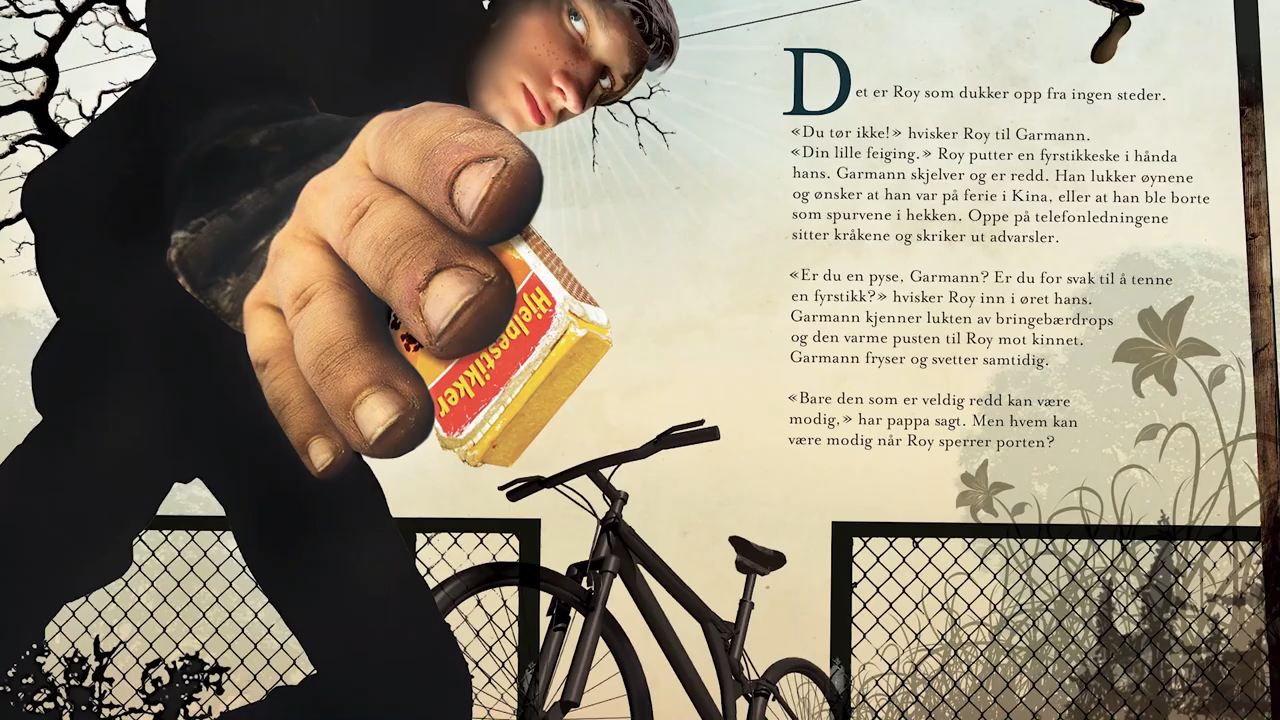 Det er Roy som dukker opp fra ingen steder.
«Du tør ikke!» hvisker Roy til Garmann.
«Din lille feiging.» Roy putter en fyrstikkeske i hånda
hans. Garmann skjelver og er redd. Han lukker øynene
og ønsker at han var på ferie i Kina, eller at han ble borte
som spurvene i hekken. Oppe på telefonledningene
sitter kråkene og skriker ut advarsler.
«Er du en pyse, Garmann? Er du for svak til å tenne
en fyrstikk?» hvisker Roy inn i øret hans.
Garmann kjenner lukten av bringebærdrops
og den varme pusten til Roy mot kinnet.
Garmann fryser og svetter samtidig.
«Bare den som er veldig redd kan være
modig,» har pappa sagt. Men hvem kan
være modig når Roy sperrer porten?
Hjelpestikker